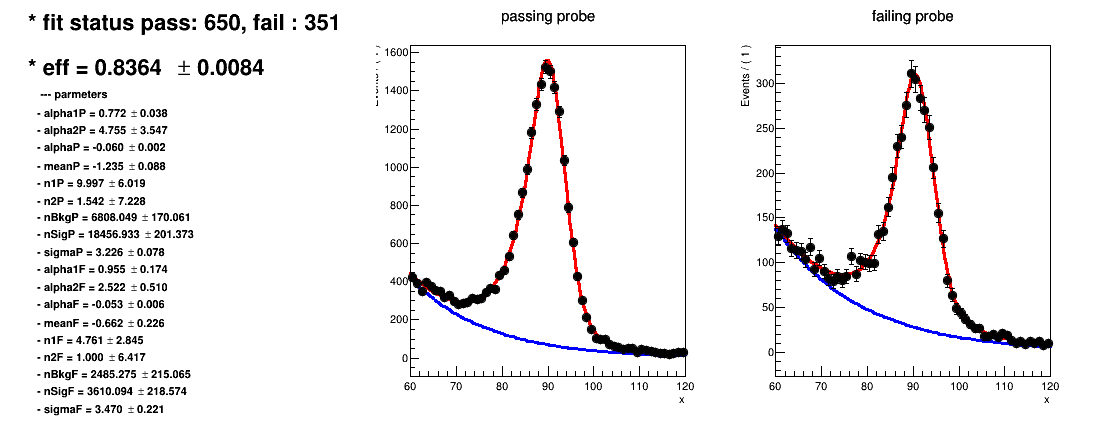 * fit status pass: 650, fail : 351
* eff = 0.8364 ± 0.0084
--- parmeters
- alpha1P = 0.772 ± 0.038
- alpha2P = 4.755 ± 3.547
- alphaP = -0.060 ± 0.002
- meanP = -1.235 ± 0.088
- n1P = 9.997 ± 6.019
- n2P = 1.542 ± 7.228
- nBkgP = 6808.049 ± 170.061
- nSigP = 18456.933 ± 201.373
- sigmaP = 3.226 ± 0.078
- alpha1F = 0.955 ± 0.174
- alpha2F = 2.522 ± 0.510
- alphaF = -0.053 ± 0.006
- meanF = -0.662 ± 0.226
- n1F = 4.761 ± 2.845
- n2F = 1.000 ± 6.417
- nBkgF = 2485.275 ± 215.065
- nSigF = 3610.094 ± 218.574
- sigmaF = 3.470 ± 0.221
passing probe
1600
1400
1200
1000
800
600
400
200
0
60 70 80 90 100 110 120
x
failing probe
Events / ( 1 )
300
250
200
150
100
50
0
60 70 80 90 100 110 120
x